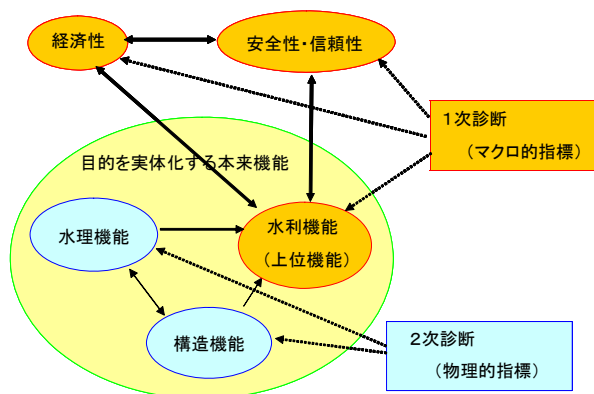 経済性
安全性・信頼性
1次診断
(マクロ的指標)
目的を実体化する本来機能
水理機能
水利機能
(上位機能)
構造機能
2次診断
(物理的指標)